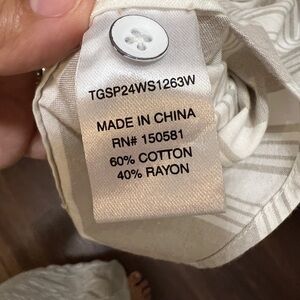 TGSP24WS1263W
MADE IN CHINA
RN# 150581
60% COTTON
40% RAYON